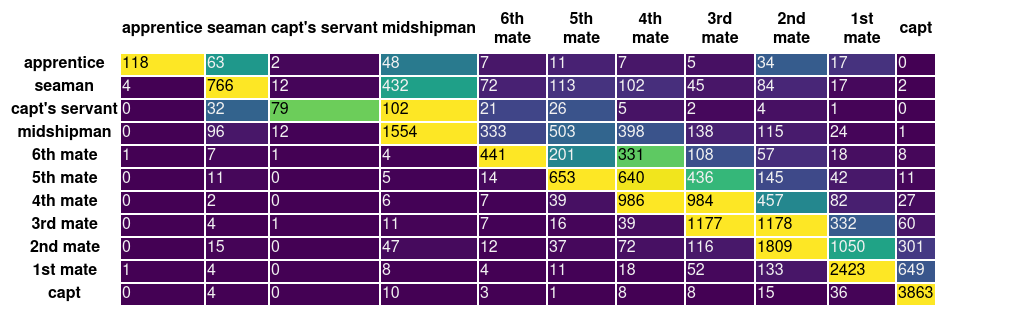 apprentice seaman capt's servant midshipman 6th mate 5th mate 4th mate 3rd mate 2nd mate 1st mate capt
apprentice 118 63 2 48 7 11 7 5 34 17 0
seaman 4 766 12 432 72 113 102 45 84 17 2
capt's servant 0 32 79 102 21 26 5 2 4 1 0
midshipman 0 96 12 1554 333 503 398 138 115 24 1
6th mate 1 7 1 4 441 201 331 108 57 18 8
5th mate 0 11 0 5 14 653 640 436 145 42 11
4th mate 0 2 0 6 7 39 986 984 457 82 27
3rd mate 0 4 1 11 7 16 39 1177 1178 332 60
2nd mate 0 15 0 47 12 37 72 116 1809 1050 301
1st mate 1 4 0 8 4 11 18 52 133 2423 649
capt 0 4 0 10 3 1 8 8 15 36 3863